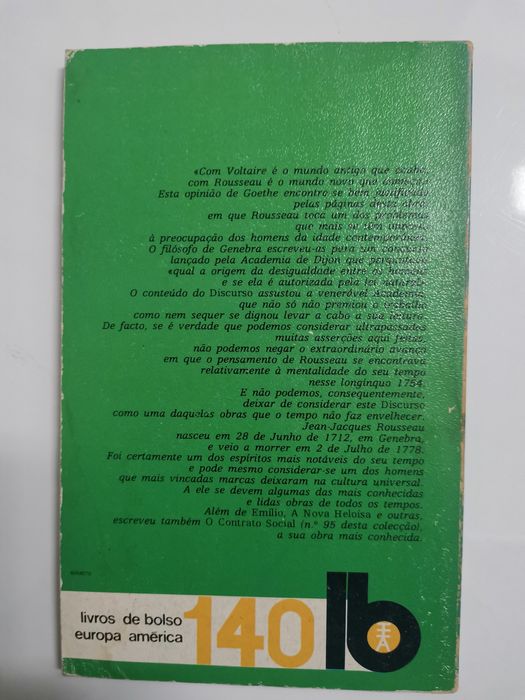 «Com Voltaire é o mundo antigo que acaba,
com Rousseau é o mundo novo que começa.»
Esta opinião de Goethe encontra-se bem justificada
pelas páginas desta obra,
em que Rousseau toca um dos problemas
que mais se têm imposto
à preocupação dos homens da idade contemporânea.
O filósofo de Genebra escreveu-as para um concurso
lançado pela Academia de Dijon que perguntava
«qual a origem da desigualdade entre os homens
e se ela é autorizada pela lei natural».
O conteúdo do Discurso assustou a venerável Academia,
que não só não premiou o trabalho
como nem sequer se dignou levar a cabo a sua leitura.
De facto, se é verdade que podemos considerar ultrapassadas
muitas asserções aqui feitas,
não podemos negar o extraordinário avanço
em que o pensamento de Rousseau se encontrava
relativamente à mentalidade do seu tempo
nesse longínquo 1754.
E não podemos, consequentemente,
deixar de considerar este Discurso
como uma daquelas obras que o tempo não faz envelhecer.
Jean-Jacques Rousseau
nasceu em 28 de Junho de 1712, em Genebra,
e veio a morrer em 2 de Julho de 1778.
Foi certamente um dos espíritos mais notáveis do seu tempo
e pode mesmo considerar-se um dos homens
que mais vincadas marcas deixaram na cultura universal.
A ele se devem algumas das mais conhecidas
e lidas obras de todos os tempos.
Além de Emílio, A Nova Heloísa e outras,
escreveu também O Contrato Social (n.º 95 desta colecção),
a sua obra mais conhecida.
livros de bolso
europa américa
140
lb
EA